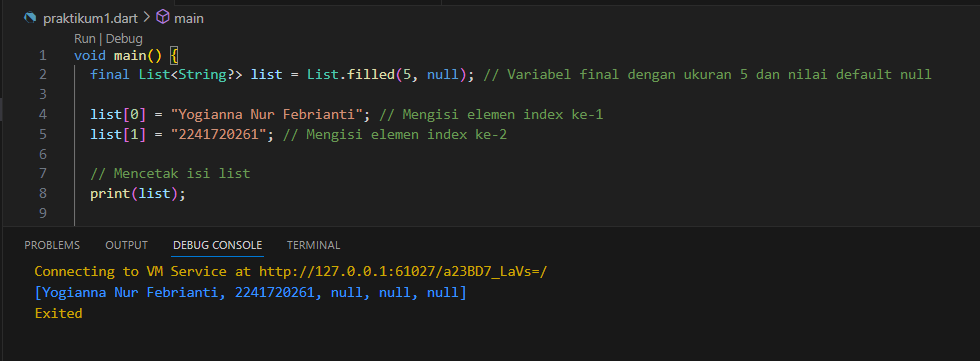 praktikum1.dart > main
Run | Debug
1 void main() {
2 final List<String?> list = List.filled(5, null); // Variabel final dengan ukuran 5 dan nilai default null
3
4 list[0] = "Yogianna Nur Febrianti"; // Mengisi elemen index ke-1
5 list[1] = "2241720261"; // Mengisi elemen index ke-2
6
7 // Mencetak isi list
8 print(list);
9
PROBLEMS OUTPUT DEBUG CONSOLE TERMINAL
Connecting to VM Service at http://127.0.0.1:61027/a23BD7_LaVs=/
[Yogianna Nur Febrianti, 2241720261, null, null, null]
Exited